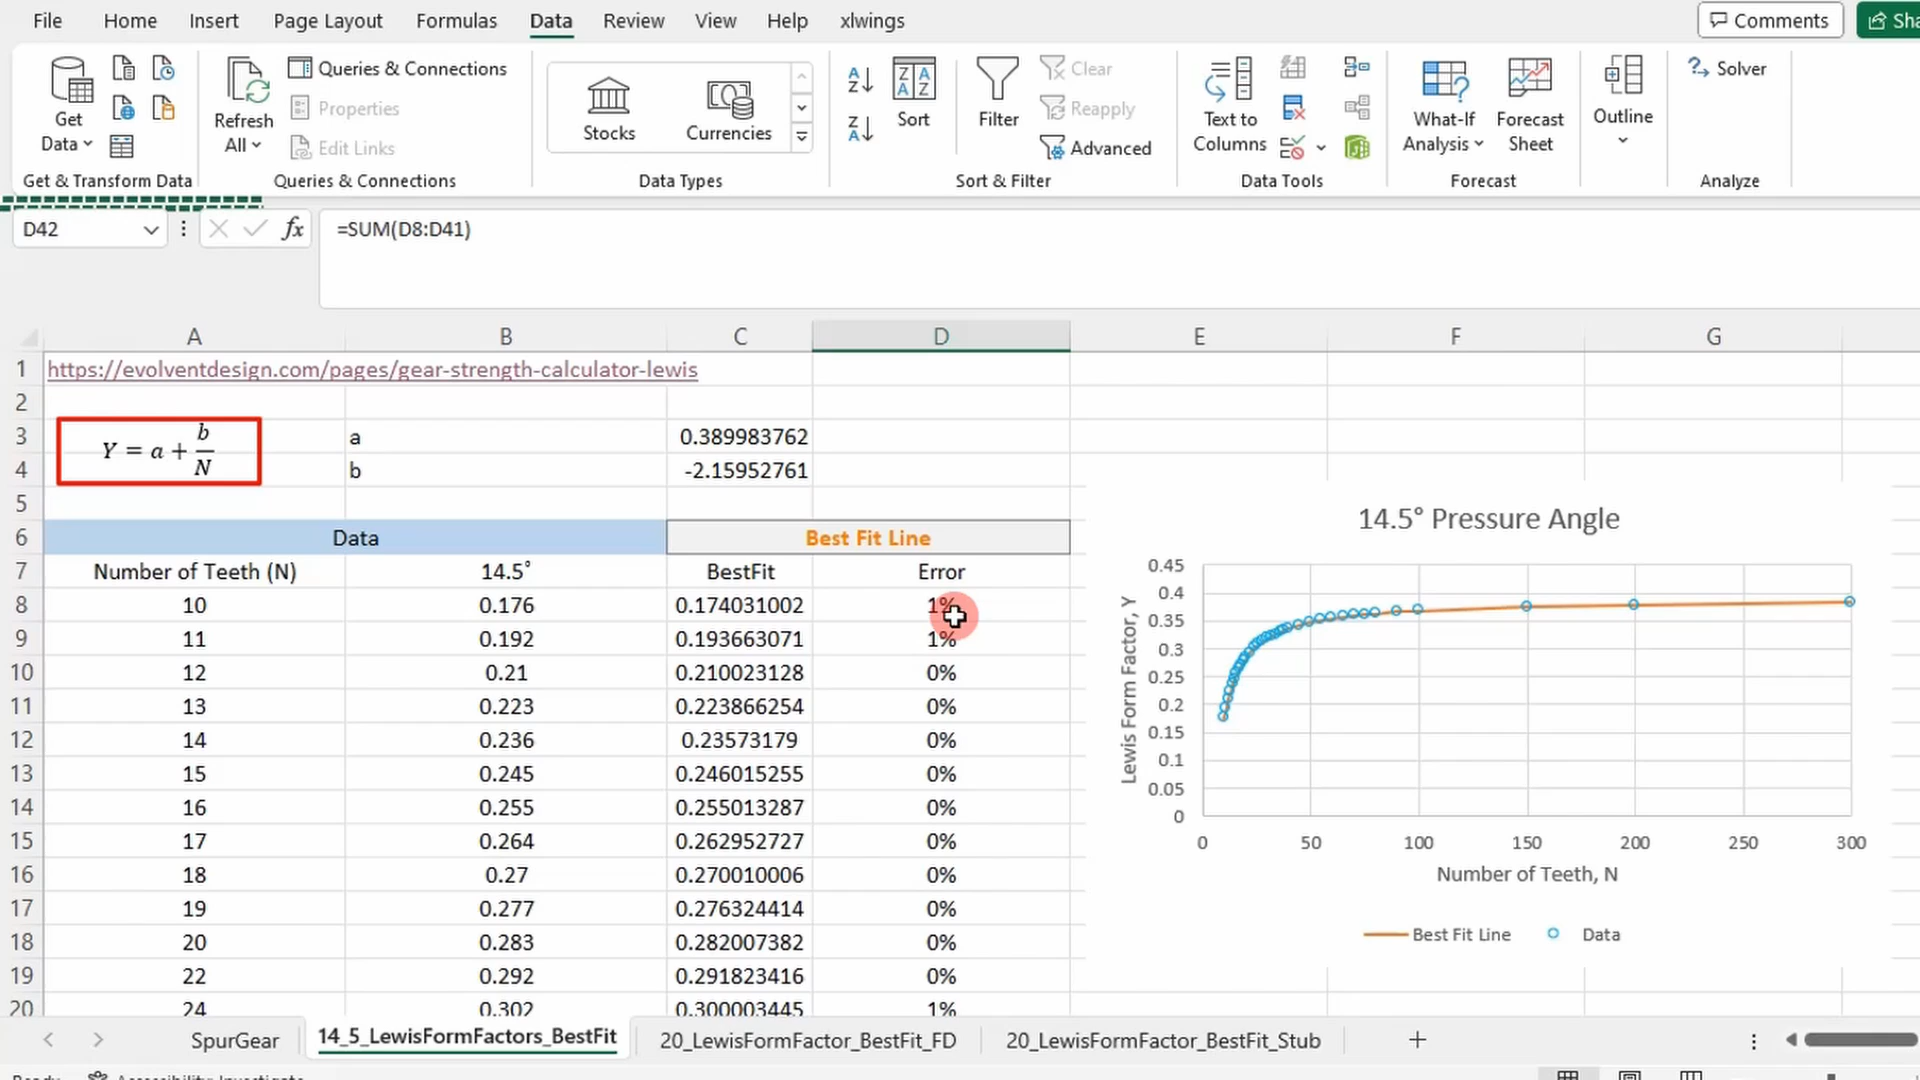 File Home Insert Page Layout Formulas Data Review View Help xlwings Comments Sha
Get Data
Refresh All
Queries & Connections
Properties
Edit Links
Stocks Currencies
Sort
Filter
Clear
Reapply
Advanced
Text to Columns
What-If Analysis
Forecast Sheet
Outline
Solver
Get & Transform Data Queries & Connections Data Types Sort & Filter Data Tools Forecast Analyze
D42 fx =SUM(D8:D41)
A B C D E F G
1 https://evolventdesign.com/pages/gear-strength-calculator-lewis
2
Y = a + b/N
3 a 0.389983762
4 b -2.15952761
5
6 Data Best Fit Line
7 Number of Teeth (N) 14.5° BestFit Error
8 10 0.176 0.174031002 1%
9 11 0.192 0.193663071 1%
10 12 0.21 0.210023128 0%
11 13 0.223 0.223866254 0%
12 14 0.236 0.23573179 0%
13 15 0.245 0.246015255 0%
14 16 0.255 0.255013287 0%
15 17 0.264 0.262952727 0%
16 18 0.27 0.270010006 0%
17 19 0.277 0.276324414 0%
18 20 0.283 0.282007382 0%
19 22 0.292 0.291823416 0%
20 24 0.302 0.300003445 1%
14.5° Pressure Angle
Lewis Form Factor, Y
0.45
0.4
0.35
0.3
0.25
0.2
0.15
0.1
0.05
0
0 50 100 150 200 250 300
Number of Teeth, N
Best Fit Line Data
SpurGear 14_5_LewisFormFactors_BestFit 20_LewisFormFactor_BestFit_FD 20_LewisFormFactor_BestFit_Stub